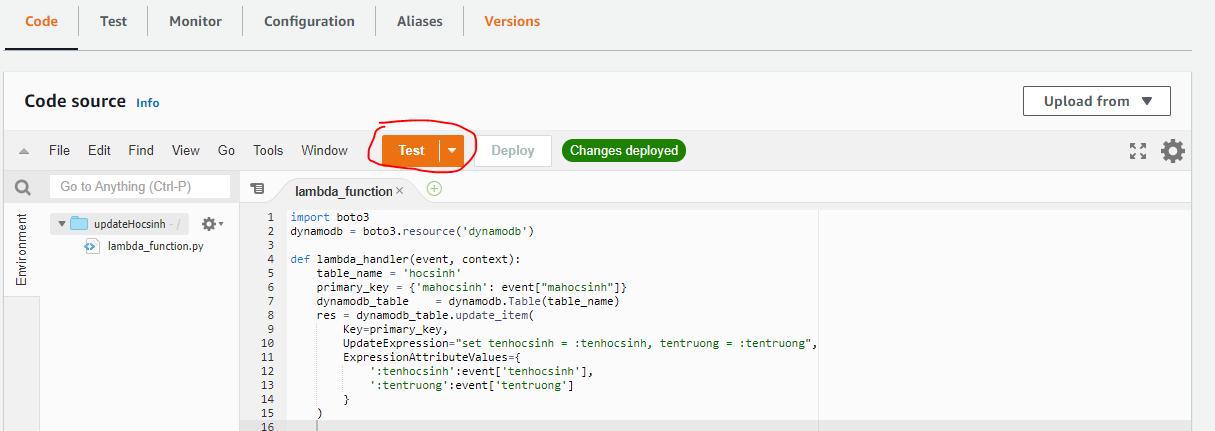 Code Test Monitor Configuration Aliases Versions
Code source Info Upload from
File Edit Find View Go Tools Window Test Deploy Changes deployed
Go to Anything (Ctrl-P) lambda_function
Environment
updateHocsinh - /
lambda_function.py
1 import boto3
2 dynamodb = boto3.resource('dynamodb')
3
4 def lambda_handler(event, context):
5     table_name = 'hocsinh'
6     primary_key = {'mahocsinh': event["mahocsinh"]}
7     dynamodb_table    = dynamodb.Table(table_name)
8     res = dynamodb_table.update_item(
9         Key=primary_key,
10         UpdateExpression="set tenhocsinh = :tenhocsinh, tentruong = :tentruong",
11         ExpressionAttributeValues={
12             ':tenhocsinh':event['tenhocsinh'],
13             ':tentruong':event['tentruong']
14         }
15     )
16